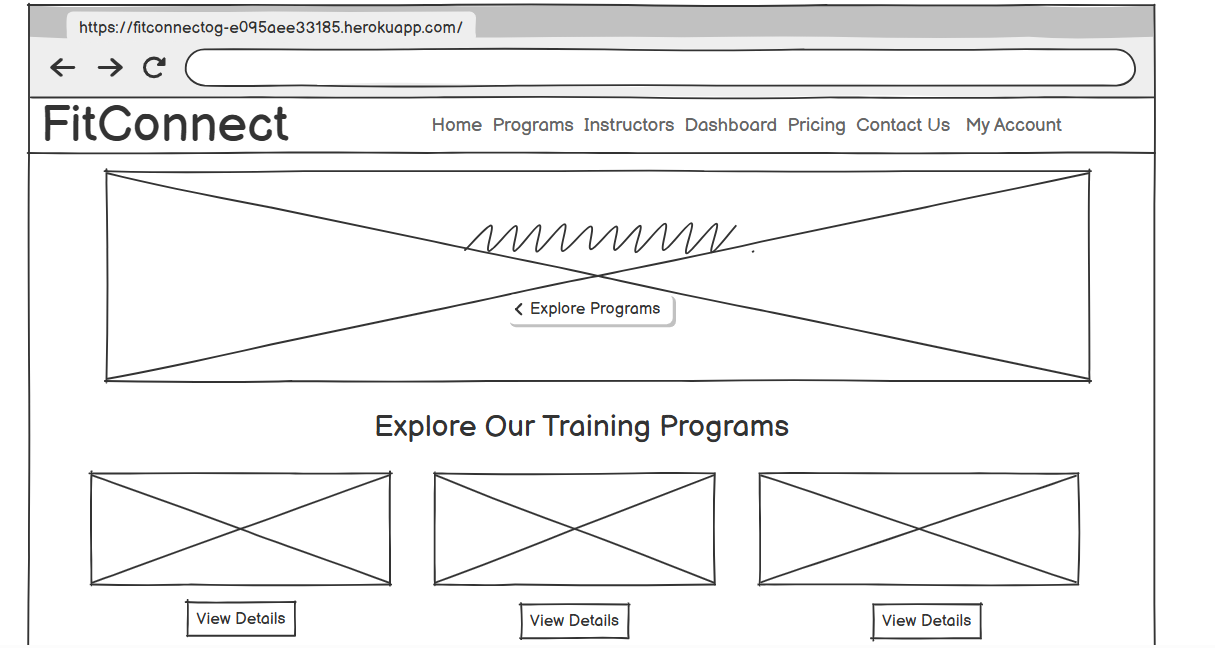 https://fitconnectog-e095aee33185.herokuapp.com/
FitConnect
Home Programs Instructors Dashboard Pricing Contact Us My Account
Explore Programs
Explore Our Training Programs
View Details View Details View Details